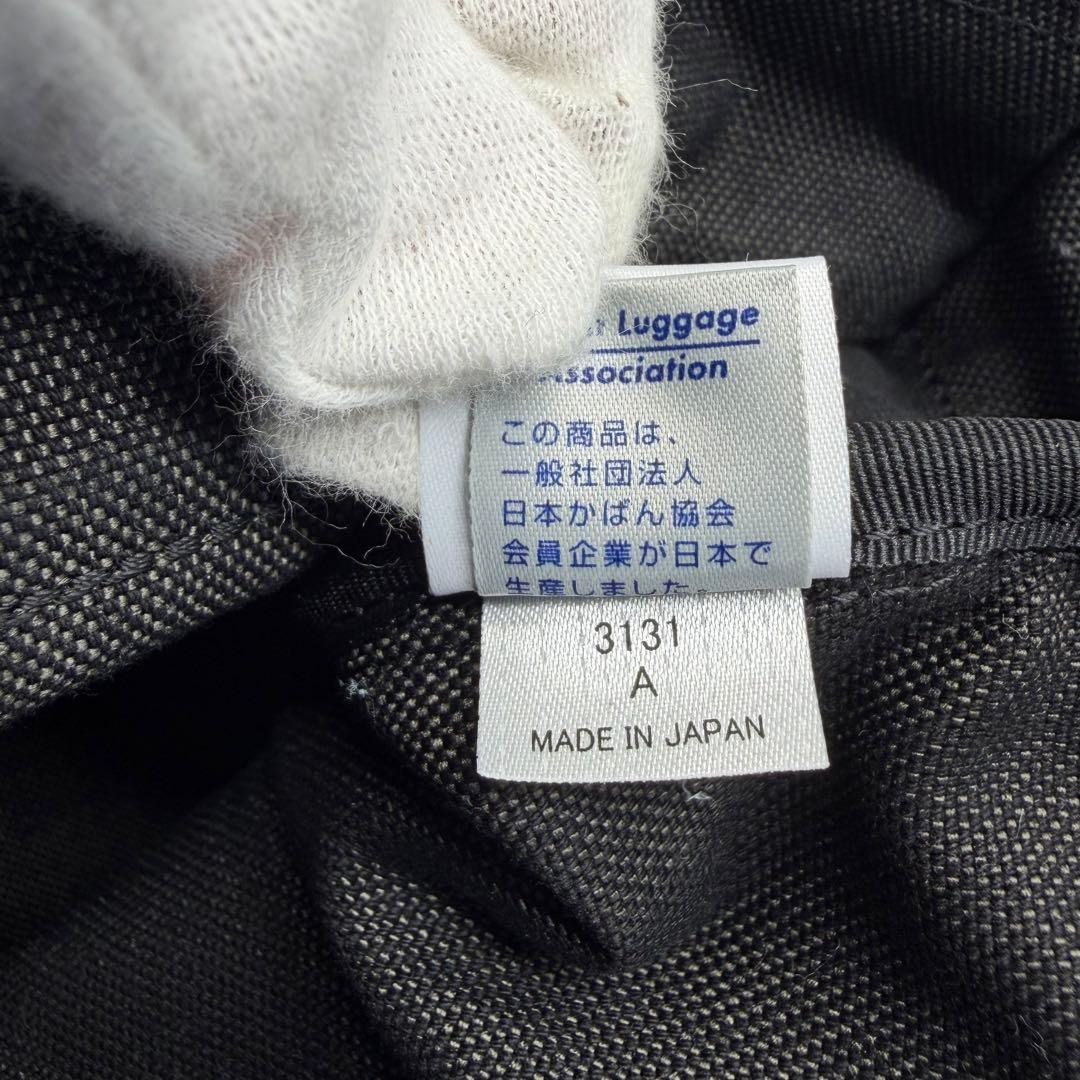 Luggage
Association
この商品は、
一般社団法人
日本かばん協会
会員企業が日本で
生産しました。
3131
A
MADE IN JAPAN